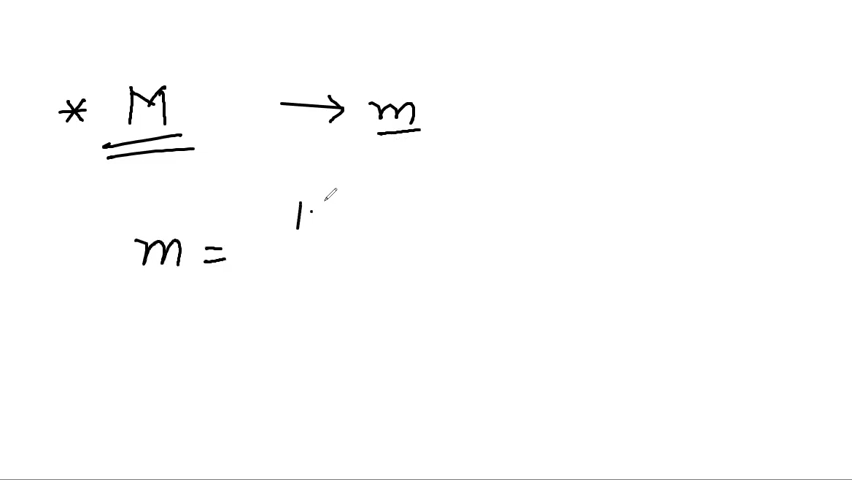 * M → m
1.
m =